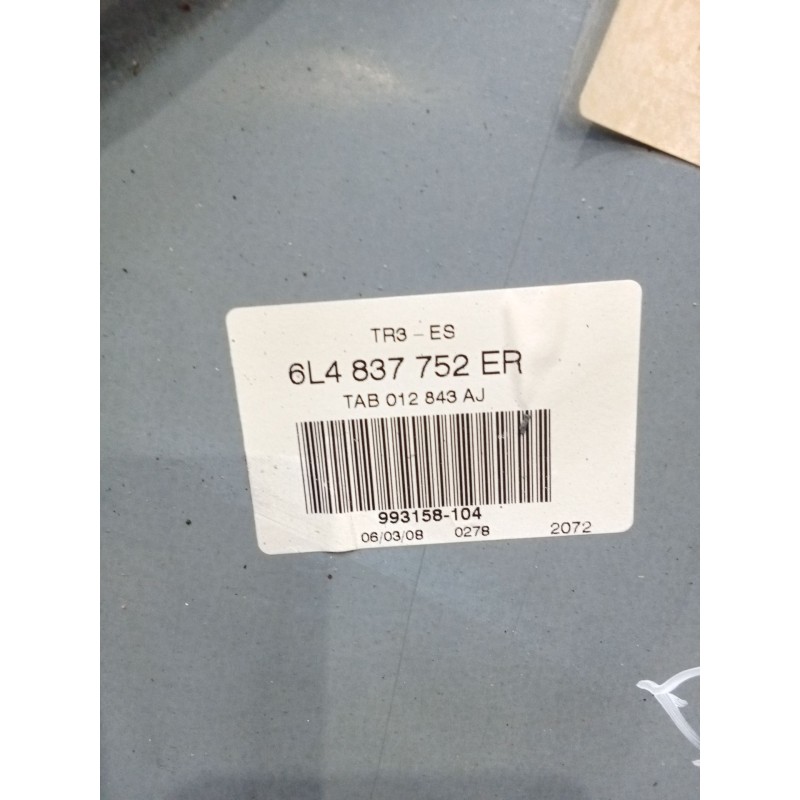 TR3 - ES
6L4 837 752 ER
TAB 012 843 AJ
993158-104
06/03/08 0278 2072